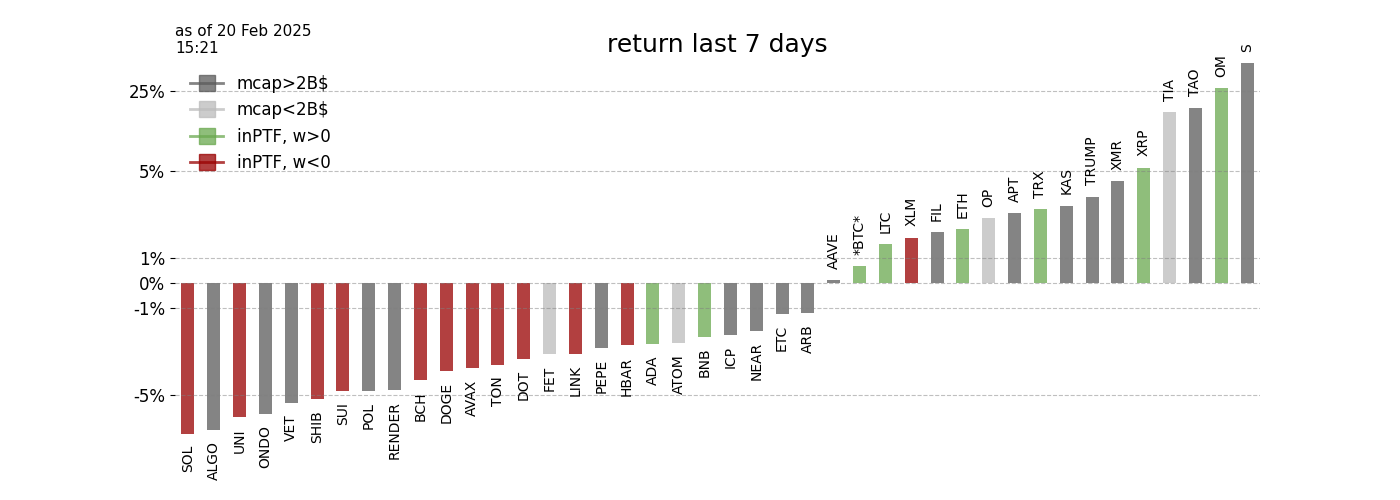 as of 20 Feb 2025
15:21
return last 7 days
mcap>2B$
mcap<2B$
inPTF, w>0
inPTF, w<0
25%
5%
1%
0%
-1%
-5%
SOL
ALGO
UNI
ONDO
VET
SHIB
SUI
POL
RENDER
BCH
DOGE
AVAX
TON
DOT
FET
LINK
PEPE
HBAR
ADA
ATOM
BNB
ICP
NEAR
ETC
ARB
AAVE
*BTC*
LTC
XLM
FIL
ETH
OP
APT
TRX
KAS
TRUMP
XMR
XRP
TIA
TAO
OM
S